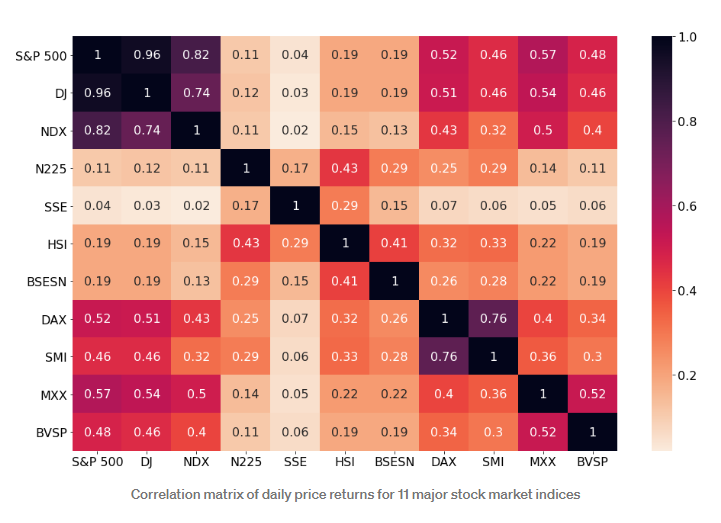 S&P 500 1 0.96 0.82 0.11 0.04 0.19 0.19 0.52 0.46 0.57 0.48
DJ 0.96 1 0.74 0.12 0.03 0.19 0.19 0.51 0.46 0.54 0.46
NDX 0.82 0.74 1 0.11 0.02 0.15 0.13 0.43 0.32 0.5 0.4
N225 0.11 0.12 0.11 1 0.17 0.43 0.29 0.25 0.29 0.14 0.11
SSE 0.04 0.03 0.02 0.17 1 0.29 0.15 0.07 0.06 0.05 0.06
HSI 0.19 0.19 0.15 0.43 0.29 1 0.41 0.32 0.33 0.22 0.19
BSESN 0.19 0.19 0.13 0.29 0.15 0.41 1 0.26 0.28 0.22 0.19
DAX 0.52 0.51 0.43 0.25 0.07 0.32 0.26 1 0.76 0.4 0.34
SMI 0.46 0.46 0.32 0.29 0.06 0.33 0.28 0.76 1 0.36 0.3
MXX 0.57 0.54 0.5 0.14 0.05 0.22 0.22 0.4 0.36 1 0.52
BVSP 0.48 0.46 0.4 0.11 0.06 0.19 0.19 0.34 0.3 0.52 1
S&P 500 DJ NDX N225 SSE HSI BSESN DAX SMI MXX BVSP
1.0
0.8
0.6
0.4
0.2
Correlation matrix of daily price returns for 11 major stock market indices